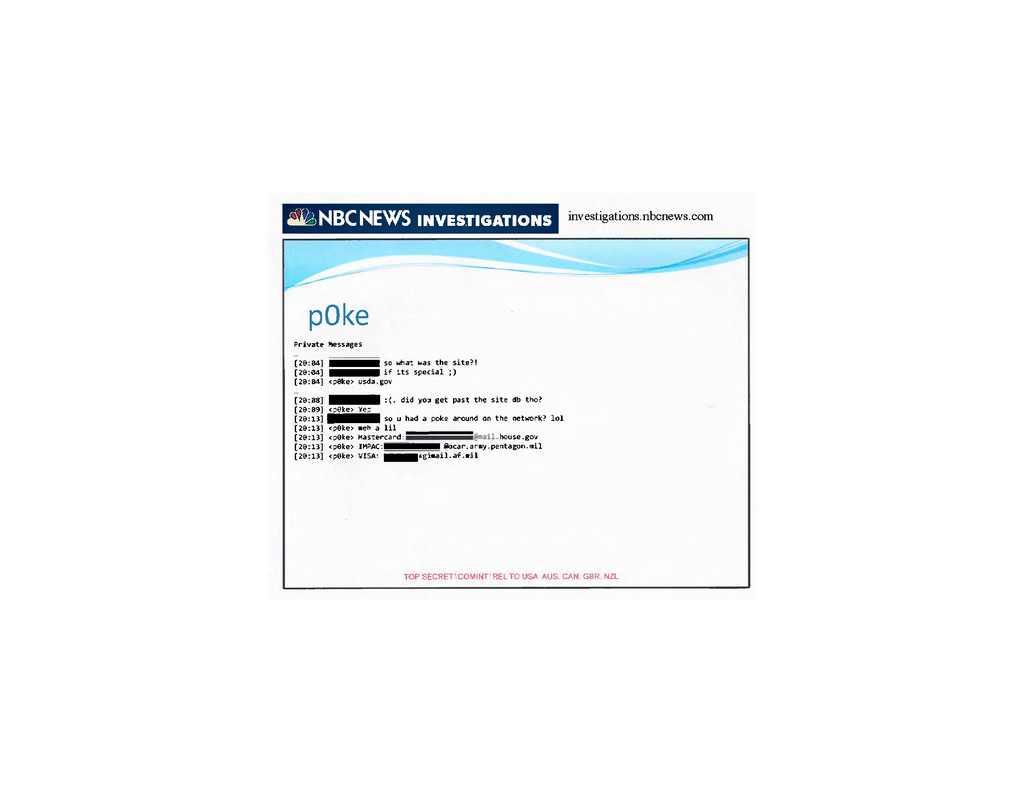 NBC NEWS INVESTIGATIONS investigations.nbcnews.com
p0ke
Private Messages
[20:04] so what was the site?!
[20:04] if its special ;)
[20:04] <p0ke> usda.gov
[20:08] :(. did you get past the site db tho?
[20:09] <p0ke> Yep
[20:13] so u had a poke around on the network? lol
[20:13] <p0ke> meh a lil
[20:13] <p0ke> Mastercard: @mail.house.gov
[20:13] <p0ke> IMPAC: @ocar.army.pentagon.mil
[20:13] <p0ke> VISA: gimail.af.mil
TOP SECRET\COMINT\ REL TO USA AUS, CAN, GBR, NZL